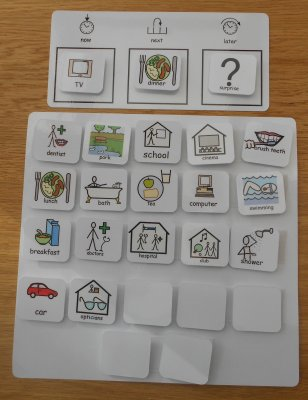 now next later
TV dinner surprise
?
dentist park school cinema brush teeth
lunch bath tea computer swimming
breakfast doctors hospital club shower
car opticians